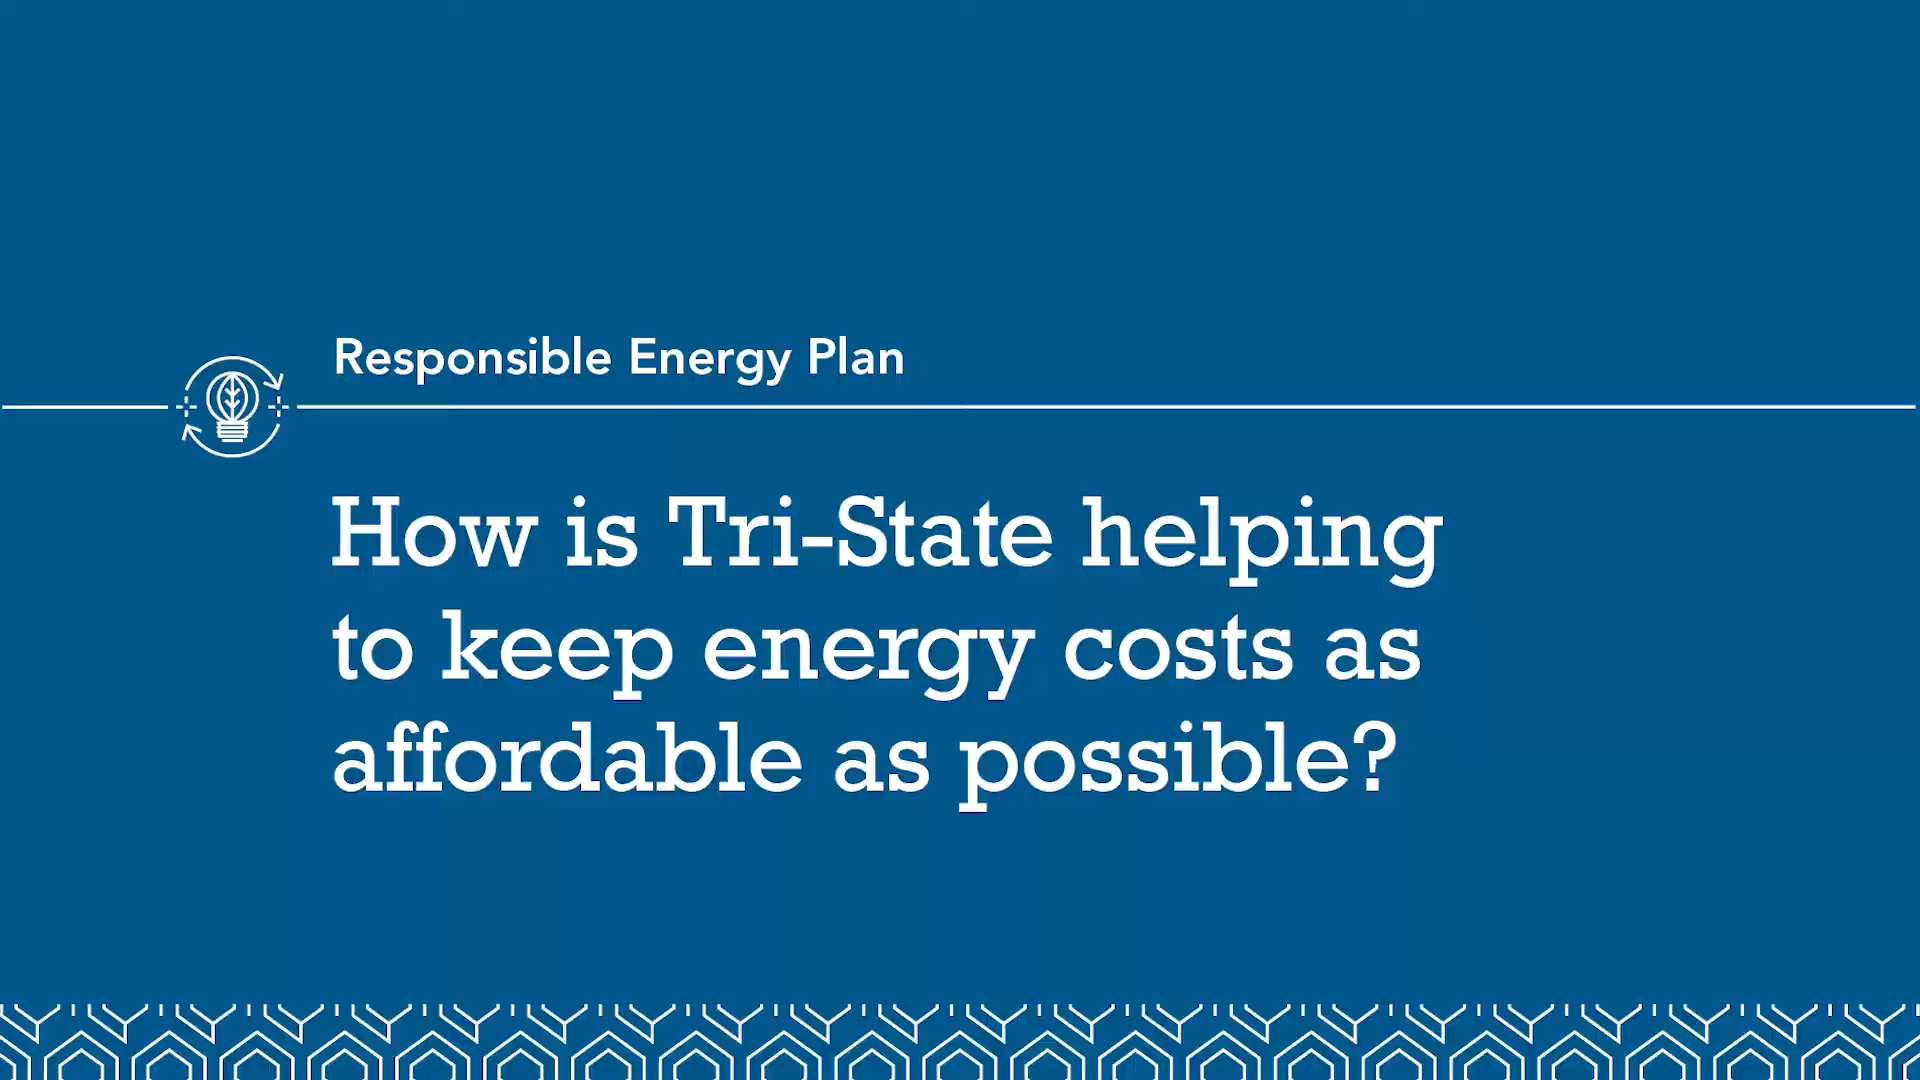 Responsible Energy Plan
How is Tri-State helping
to keep energy costs as
affordable as possible?